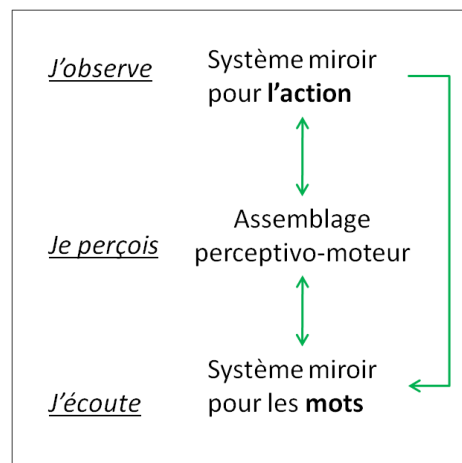 J'observe
Système miroir
pour l'action
Je perçois
Assemblage
perceptivo-moteur
J'écoute
Système miroir
pour les mots